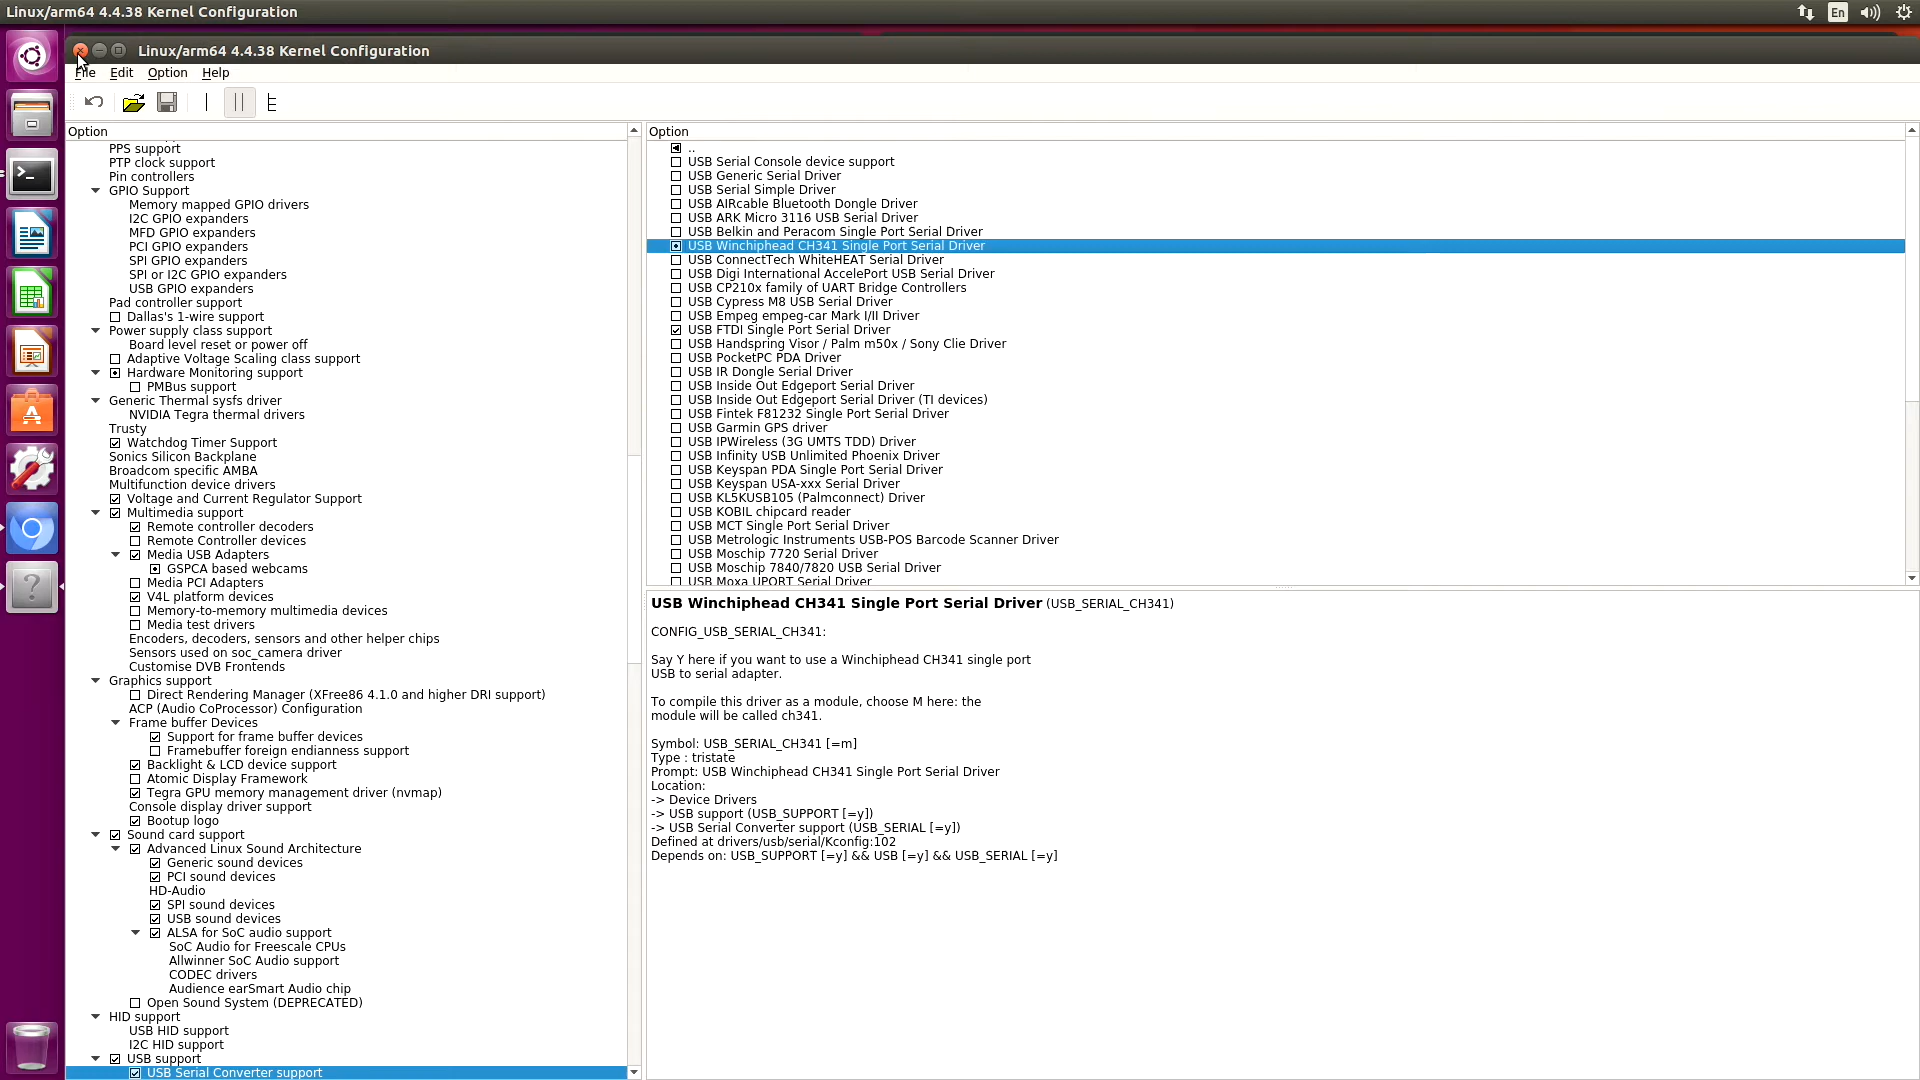 Linux/arm64 4.4.38 Kernel Configuration
En
Linux/arm64 4.4.38 Kernel Configuration
File Edit Option Help
Option
PPS support
PTP clock support
Pin controllers
GPIO Support
Memory mapped GPIO drivers
I2C GPIO expanders
MFD GPIO expanders
PCI GPIO expanders
SPI GPIO expanders
SPI or I2C GPIO expanders
USB GPIO expanders
Pad controller support
Dallas's 1-wire support
Power supply class support
Board level reset or power off
Adaptive Voltage Scaling class support
Hardware Monitoring support
PMBus support
Generic Thermal sysfs driver
NVIDIA Tegra thermal drivers
Trusty
Watchdog Timer Support
Sonics Silicon Backplane
Broadcom specific AMBA
Multifunction device drivers
Voltage and Current Regulator Support
Multimedia support
Remote controller decoders
Remote Controller devices
Media USB Adapters
GSPCA based webcams
Media PCI Adapters
V4L platform devices
Memory-to-memory multimedia devices
Media test drivers
Encoders, decoders, sensors and other helper chips
Sensors used on soc_camera driver
Customise DVB Frontends
Graphics support
Direct Rendering Manager (XFree86 4.1.0 and higher DRI support)
ACP (Audio CoProcessor) Configuration
Frame buffer Devices
Support for frame buffer devices
Framebuffer foreign endianness support
Backlight & LCD device support
Atomic Display Framework
Tegra GPU memory management driver (nvmap)
Console display driver support
Bootup logo
Sound card support
Advanced Linux Sound Architecture
Generic sound devices
PCI sound devices
HD-Audio
SPI sound devices
USB sound devices
ALSA for SoC audio support
SoC Audio for Freescale CPUs
Allwinner SoC Audio support
CODEC drivers
Audience earSmart Audio chip
Open Sound System (DEPRECATED)
HID support
USB HID support
I2C HID support
USB support
USB Serial Converter support
Option
..
USB Serial Console device support
USB Generic Serial Driver
USB Serial Simple Driver
USB AIRcable Bluetooth Dongle Driver
USB ARK Micro 3116 USB Serial Driver
USB Belkin and Peracom Single Port Serial Driver
USB Winchiphead CH341 Single Port Serial Driver
USB ConnectTech WhiteHEAT Serial Driver
USB Digi International AccelePort USB Serial Driver
USB CP210x family of UART Bridge Controllers
USB Cypress M8 USB Serial Driver
USB Empeg empeg-car Mark I/II Driver
USB FTDI Single Port Serial Driver
USB Handspring Visor / Palm m50x / Sony Clie Driver
USB PocketPC PDA Driver
USB IR Dongle Serial Driver
USB Inside Out Edgeport Serial Driver
USB Inside Out Edgeport Serial Driver (TI devices)
USB Fintek F81232 Single Port Serial Driver
USB Garmin GPS driver
USB IPWireless (3G UMTS TDD) Driver
USB Infinity USB Unlimited Phoenix Driver
USB Keyspan PDA Single Port Serial Driver
USB Keyspan USA-xxx Serial Driver
USB KL5KUSB105 (Palmconnect) Driver
USB KOBIL chipcard reader
USB MCT Single Port Serial Driver
USB Metrologic Instruments USB-POS Barcode Scanner Driver
USB Moschip 7720 Serial Driver
USB Moschip 7840/7820 USB Serial Driver
USB Moxa UPORT Serial Driver
USB Winchiphead CH341 Single Port Serial Driver (USB_SERIAL_CH341)
CONFIG_USB_SERIAL_CH341:
Say Y here if you want to use a Winchiphead CH341 single port
USB to serial adapter.
To compile this driver as a module, choose M here: the
module will be called ch341.
Symbol: USB_SERIAL_CH341 [=m]
Type : tristate
Prompt: USB Winchiphead CH341 Single Port Serial Driver
Location:
-> Device Drivers
-> USB support (USB_SUPPORT [=y])
-> USB Serial Converter support (USB_SERIAL [=y])
Defined at drivers/usb/serial/Kconfig:102
Depends on: USB_SUPPORT [=y] && USB [=y] && USB_SERIAL [=y]